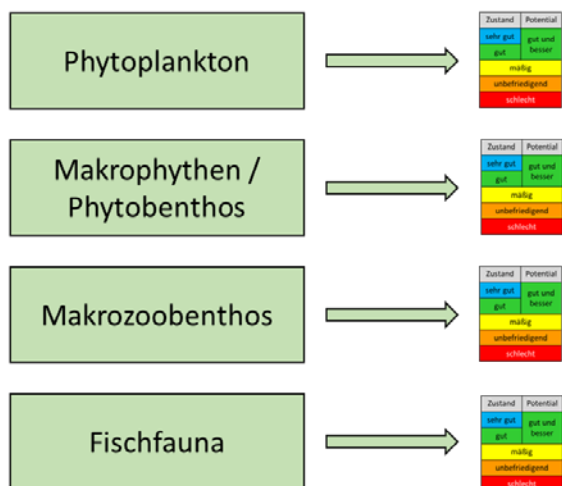 Phytoplankton
Zustand Potential
sehr gut
gut und besser
gut
mäßig
unbefriedigend
schlecht
Makrophythen /
Phytobenthos
Zustand Potential
sehr gut
gut und besser
gut
mäßig
unbefriedigend
schlecht
Makrozoobenthos
Zustand Potential
sehr gut
gut und besser
gut
mäßig
unbefriedigend
schlecht
Fischfauna
Zustand Potential
sehr gut
gut und besser
gut
mäßig
unbefriedigend
schlecht